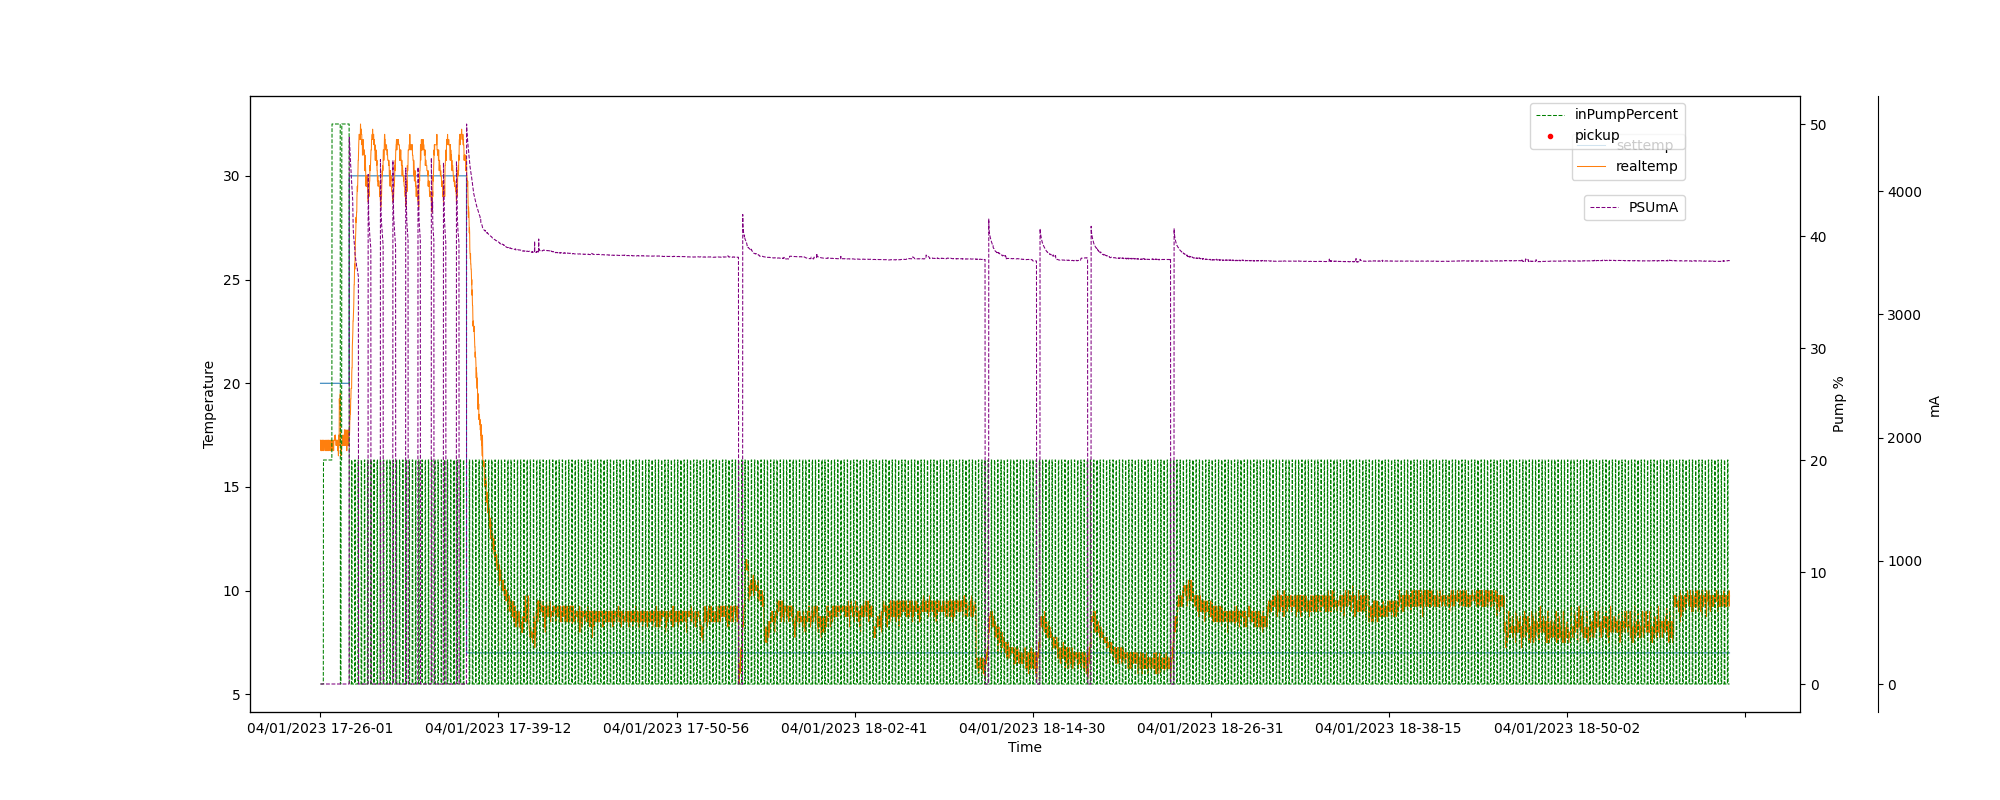 inPumpPercent
pickup
settemp
realtemp
PSUmA
Temperature
30
25
20
15
10
5
50
40
30
20
10
0
Pump %
4000
3000
2000
1000
0
mA
04/01/2023 17-26-01
04/01/2023 17-39-12
04/01/2023 17-50-56
04/01/2023 18-02-41
04/01/2023 18-14-30
04/01/2023 18-26-31
04/01/2023 18-38-15
04/01/2023 18-50-02
Time